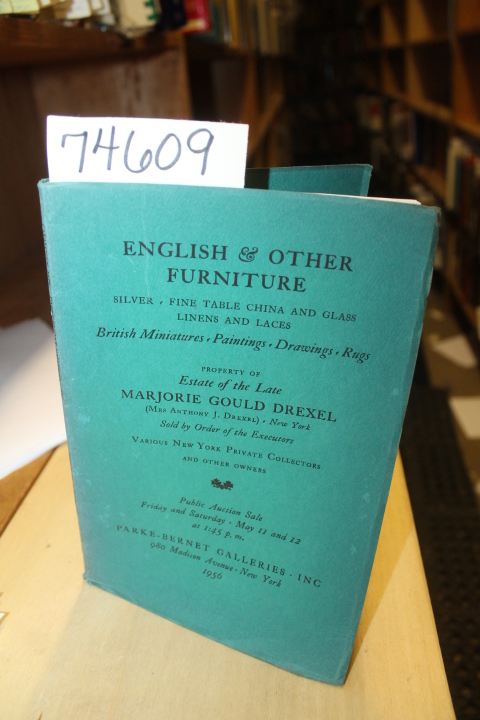 74609
ENGLISH & OTHER
FURNITURE
SILVER, FINE TABLE CHINA AND GLASS
LINENS AND LACES
British Miniatures, Paintings, Drawings, Rugs
PROPERTY OF
Estate of the Late
MARJORIE GOULD DREXEL
(MRS ANTHONY J. DREXEL), New York
Sold by Order of the Executors
VARIOUS NEW YORK PRIVATE COLLECTORS
AND OTHER OWNERS
Public Auction Sale
Friday and Saturday · May 11 and 12
at 1:45 p. m.
PARKE-BERNET GALLERIES · INC
980 Madison Avenue · New York
1956